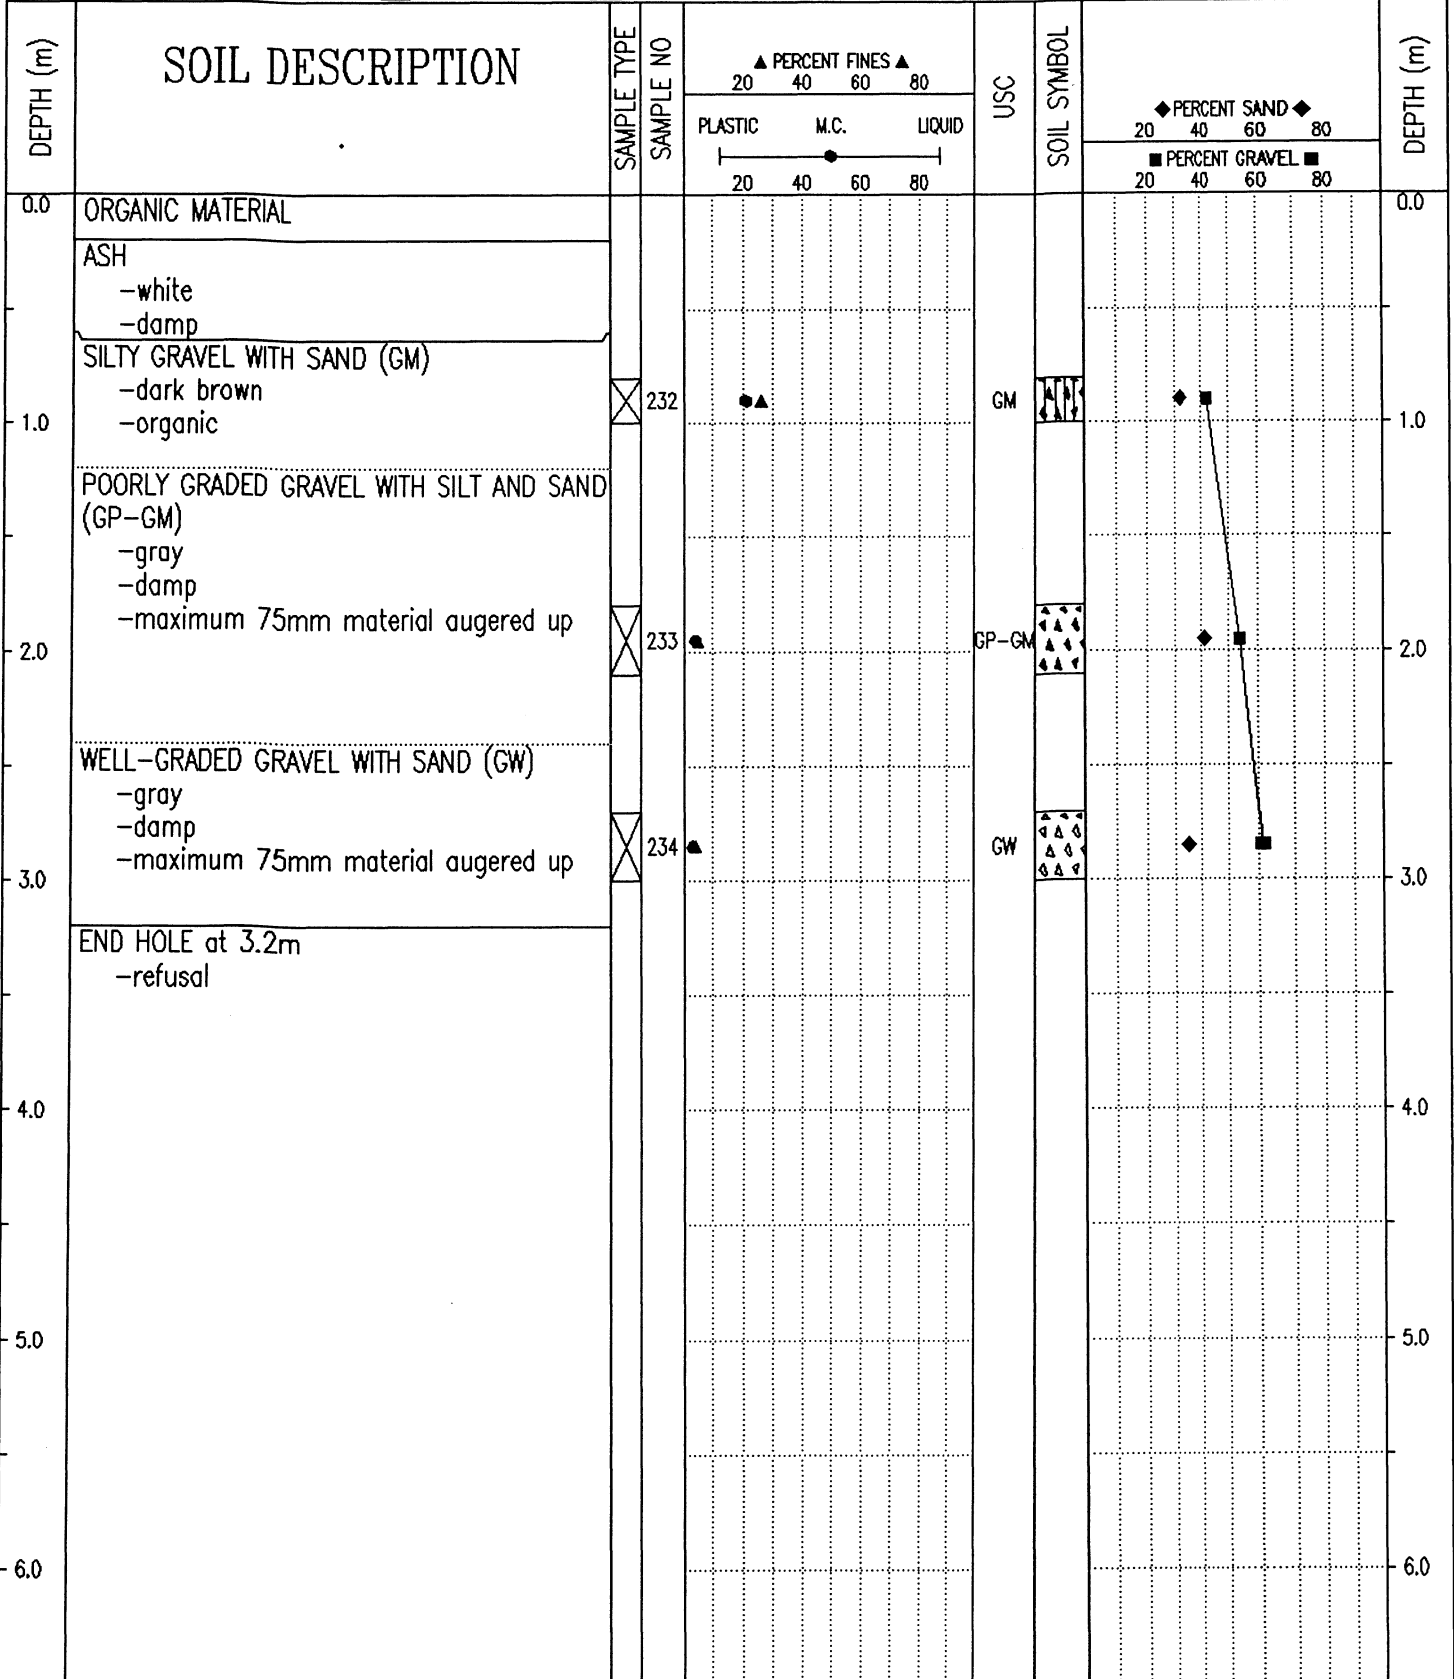 DEPTH (m)
SOIL DESCRIPTION
SAMPLE TYPE
SAMPLE NO
▲ PERCENT FINES ▲
20 40 60 80
PLASTIC M.C. LIQUID
20 40 60 80
USC
SOIL SYMBOL
◆ PERCENT SAND ◆
20 40 60 80
■ PERCENT GRAVEL ■
20 40 60 80
DEPTH (m)
0.0 ORGANIC MATERIAL 0.0
ASH
-white
-damp
SILTY GRAVEL WITH SAND (GM)
-dark brown
232 GM
1.0 -organic 1.0
POORLY GRADED GRAVEL WITH SILT AND SAND
(GP-GM)
-gray
-damp
-maximum 75mm material augered up
233 GP-GM
2.0 2.0
WELL-GRADED GRAVEL WITH SAND (GW)
-gray
-damp
234 GW
-maximum 75mm material augered up
3.0 3.0
END HOLE at 3.2m
-refusal
4.0 4.0
5.0 5.0
6.0 6.0